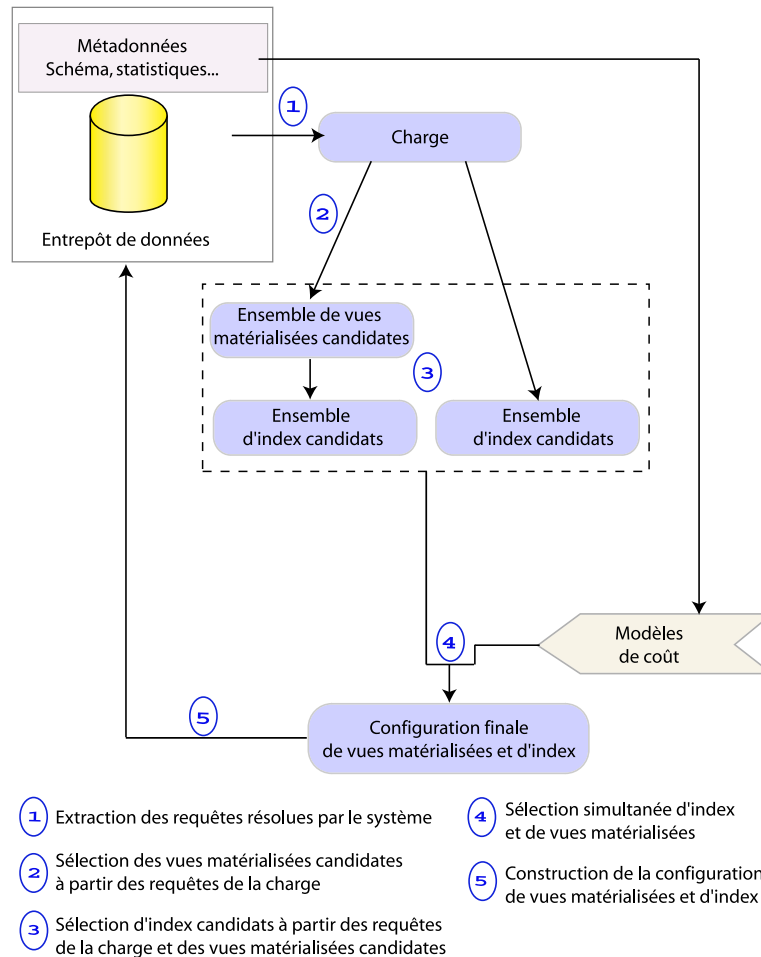 Métadonnées
Schéma, statistiques...
Entrepôt de données
1
Charge
2
Ensemble de vues
matérialisées candidates
3
Ensemble
d'index candidats
Ensemble
d'index candidats
Modèles
de coût
4
5
Configuration finale
de vues matérialisées et d'index
1 Extraction des requêtes résolues par le système
2 Sélection des vues matérialisées candidates
à partir des requêtes de la charge
3 Sélection d'index candidats à partir des requêtes
de la charge et des vues matérialisées candidates
4 Sélection simultanée d'index
et de vues matérialisées
5 Construction de la configuration
de vues matérialisées et d'index